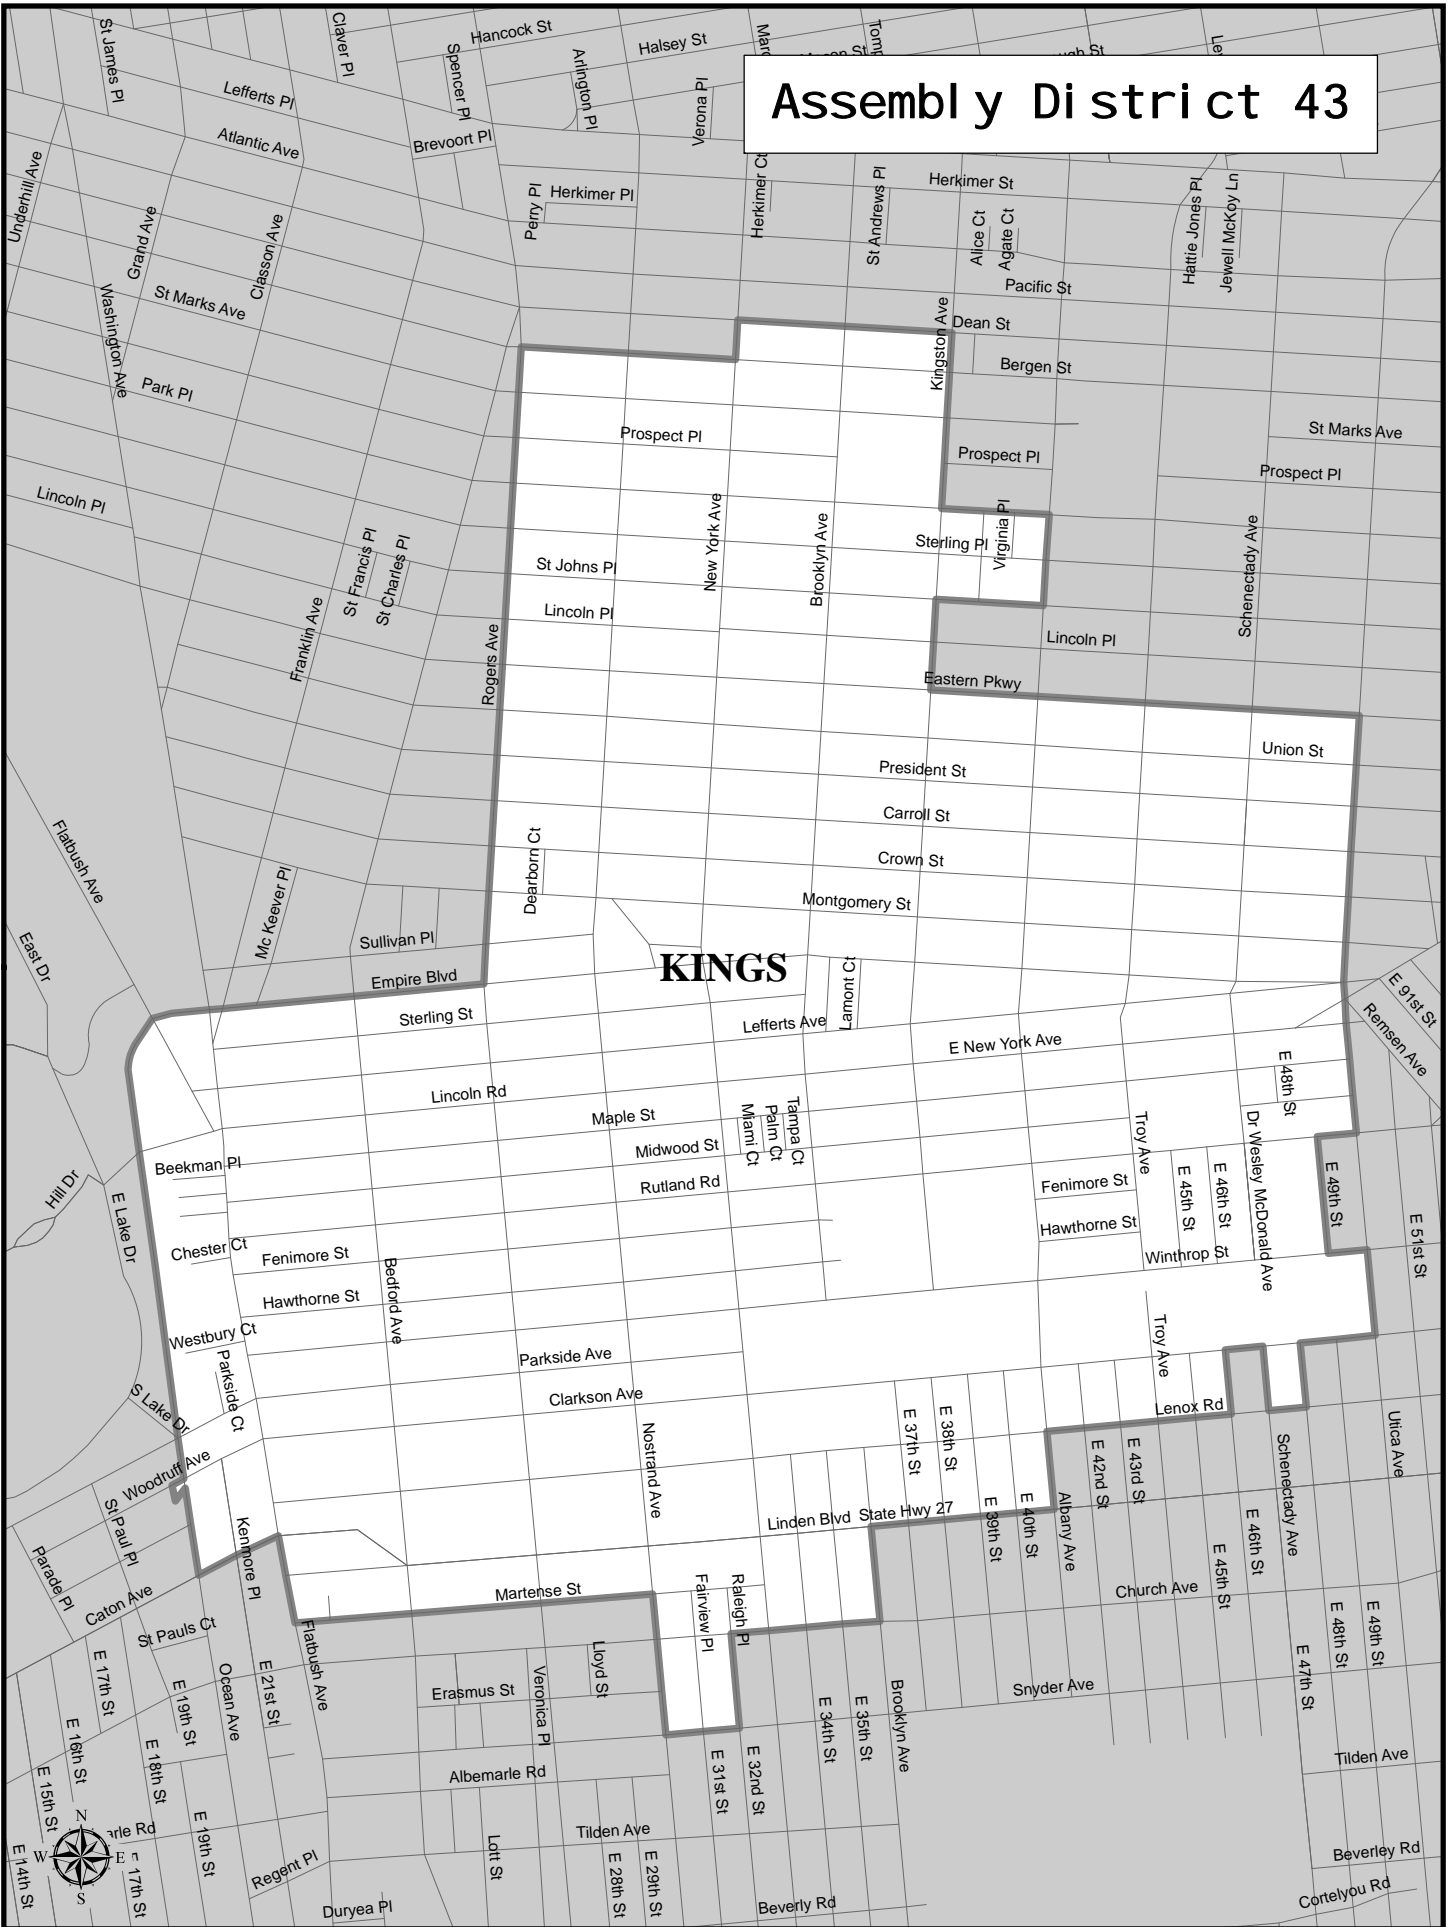 Hancock St
Halsey St
St James Pl
Claver Pl
Spencer Pl
Arlington Pl
Verona Pl
Assembly District 43
Lefferts Pl
Atlantic Ave
Brevoort Pl
Underhill Ave
Grand Ave
Classon Ave
Perry Pl
Herkimer Pl
Herkimer Ct
St Andrews Pl
Herkimer St
Alice Ct
Agate Ct
Hattie Jones Pl
Jewell McKoy Ln
Washington Ave
St Marks Ave
Pacific St
Kingston Ave
Dean St
Bergen St
Park Pl
Prospect Pl
Prospect Pl
St Marks Ave
Prospect Pl
Lincoln Pl
New York Ave
Brooklyn Ave
Sterling Pl
Virginia Pl
Schenectady Ave
St Francis Pl
St Charles Pl
St Johns Pl
Franklin Ave
Rogers Ave
Lincoln Pl
Lincoln Pl
Eastern Pkwy
Union St
President St
Carroll St
Flatbush Ave
Dearborn Ct
Crown St
Mc Keever Pl
Montgomery St
East Dr
Sullivan Pl
KINGS
Empire Blvd
Lamont Ct
E 91st St
Remsen Ave
Sterling St
Lefferts Ave
E New York Ave
E 48th St
Lincoln Rd
Maple St
Miami Ct
Palm Ct
Tampa Ct
Troy Ave
Dr Wesley McDonald Ave
Midwood St
Beekman Pl
Rutland Rd
Fenimore St
E 45th St
E 46th St
E 49th St
Hill Dr
E Lake Dr
E 51st St
Chester Ct
Fenimore St
Hawthorne St
Winthrop St
Bedford Ave
Hawthorne St
Westbury Ct
Parkside Ct
Parkside Ave
Troy Ave
S Lake Dr
Clarkson Ave
Lenox Rd
Nostrand Ave
E 37th St
E 38th St
Woodruff Ave
E 42nd St
E 43rd St
Schenectady Ave
Utica Ave
St Paul Pl
Kenmore Pl
Linden Blvd
State Hwy 27
E 39th St
E 40th St
Albany Ave
E 46th St
Parade Pl
Caton Ave
Martense St
Fairview Pl
Raleigh Pl
Church Ave
E 45th St
St Pauls Ct
Flatbush Ave
E 48th St
E 49th St
E 17th St
E 19th St
Ocean Ave
E 21st St
Lloyd St
Veronica Pl
Erasmus St
Snyder Ave
E 47th St
E 16th St
E 18th St
E 34th St
E 35th St
Brooklyn Ave
E 15th St
Albemarle Rd
E 31st St
E 32nd St
Tilden Ave
N
W
E
S
E 14th St
17th St
E 19th St
Regent Pl
Lott St
Tilden Ave
E 28th St
E 29th St
Beverley Rd
Duryea Pl
Beverly Rd
Cortelyou Rd